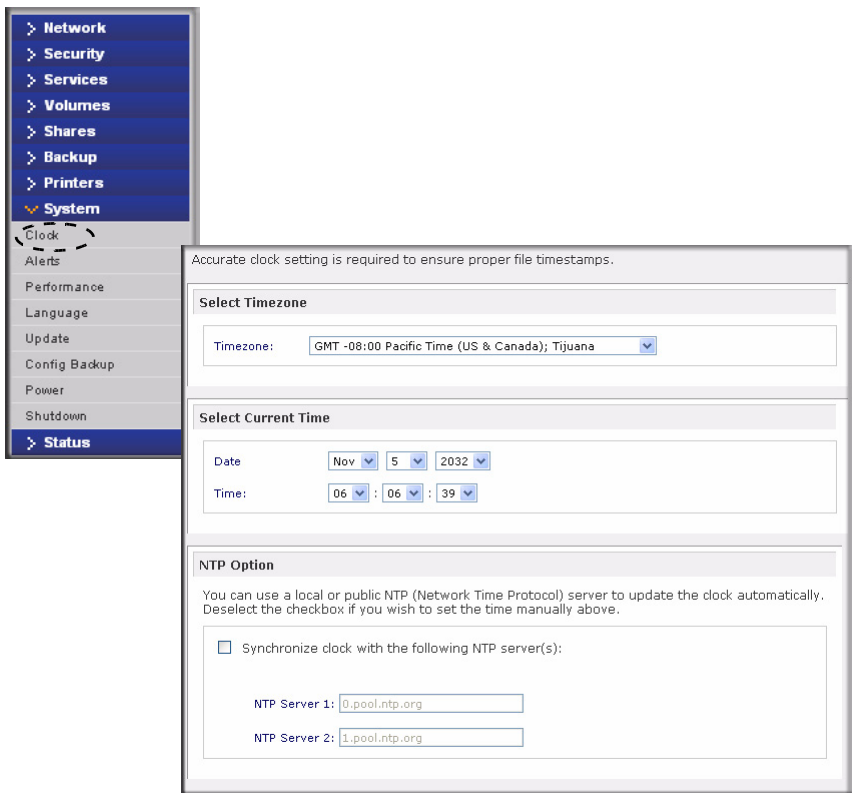 Network
Security
Services
Volumes
Shares
Backup
Printers
System
Clock
Alerts
Performance
Language
Update
Config Backup
Power
Shutdown
Status
Accurate clock setting is required to ensure proper file timestamps.
Select Timezone
Timezone: GMT -08:00 Pacific Time (US & Canada); Tijuana
Select Current Time
Date Nov 5 2032
Time: 06 : 06 : 39
NTP Option
You can use a local or public NTP (Network Time Protocol) server to update the clock automatically.
Deselect the checkbox if you wish to set the time manually above.
Synchronize clock with the following NTP server(s):
NTP Server 1: 0.pool.ntp.org
NTP Server 2: 1.pool.ntp.org